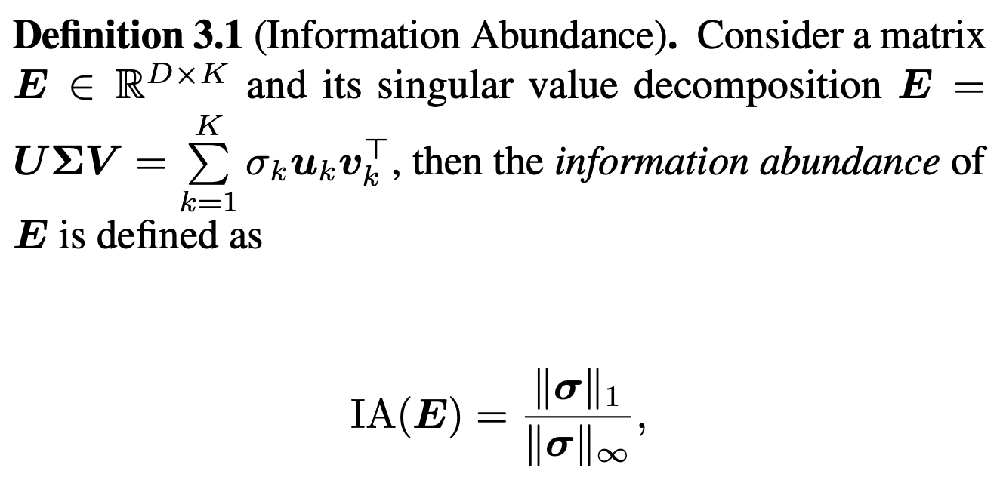 Definition 3.1 (Information Abundance). Consider a matrix
$\boldsymbol{E} \in \mathbb{R}^{D \times K}$ and its singular value decomposition $\boldsymbol{E} =$
$\boldsymbol{U\Sigma V} = \sum\limits_{k=1}^{K} \sigma_k \boldsymbol{u}_k \boldsymbol{v}_k^\top$, then the information abundance of
$\boldsymbol{E}$ is defined as
$\mathrm{IA}(\boldsymbol{E}) = \frac{\|\boldsymbol{\sigma}\|_1}{\|\boldsymbol{\sigma}\|_\infty},$